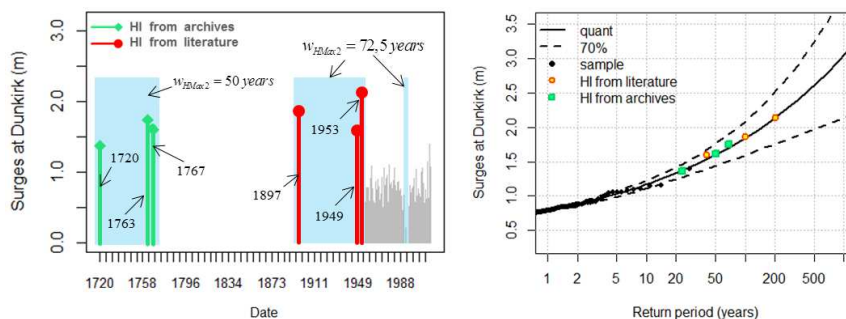 HI from archives
HI from literature
w_HMax2 = 72,5 years
w_HMax2 = 50 years
1953
1720
1767
1897
1949
1763
Surges at Dunkirk (m)
0.0 1.0 2.0 3.0
1720 1758 1796 1834 1873 1911 1949 1988
Date
quant
70%
sample
HI from literature
HI from archives
Surges at Dunkirk (m)
0.5 1.0 1.5 2.0 2.5 3.0 3.5
1 2 5 10 20 50 100 200 500
Return period (years)